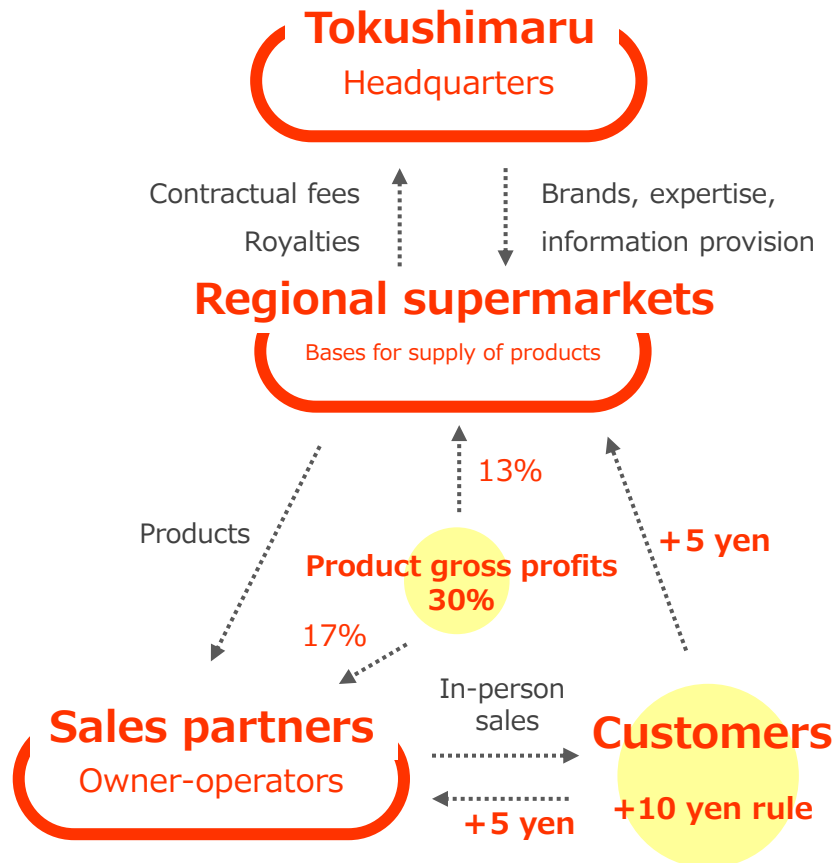 Tokushimaru
Headquarters
Contractual fees
Royalties
Brands, expertise,
information provision
Regional supermarkets
Bases for supply of products
13%
Products
+5 yen
Product gross profits
30%
17%
In-person
sales
Sales partners
Owner-operators
Customers
+10 yen rule
+5 yen